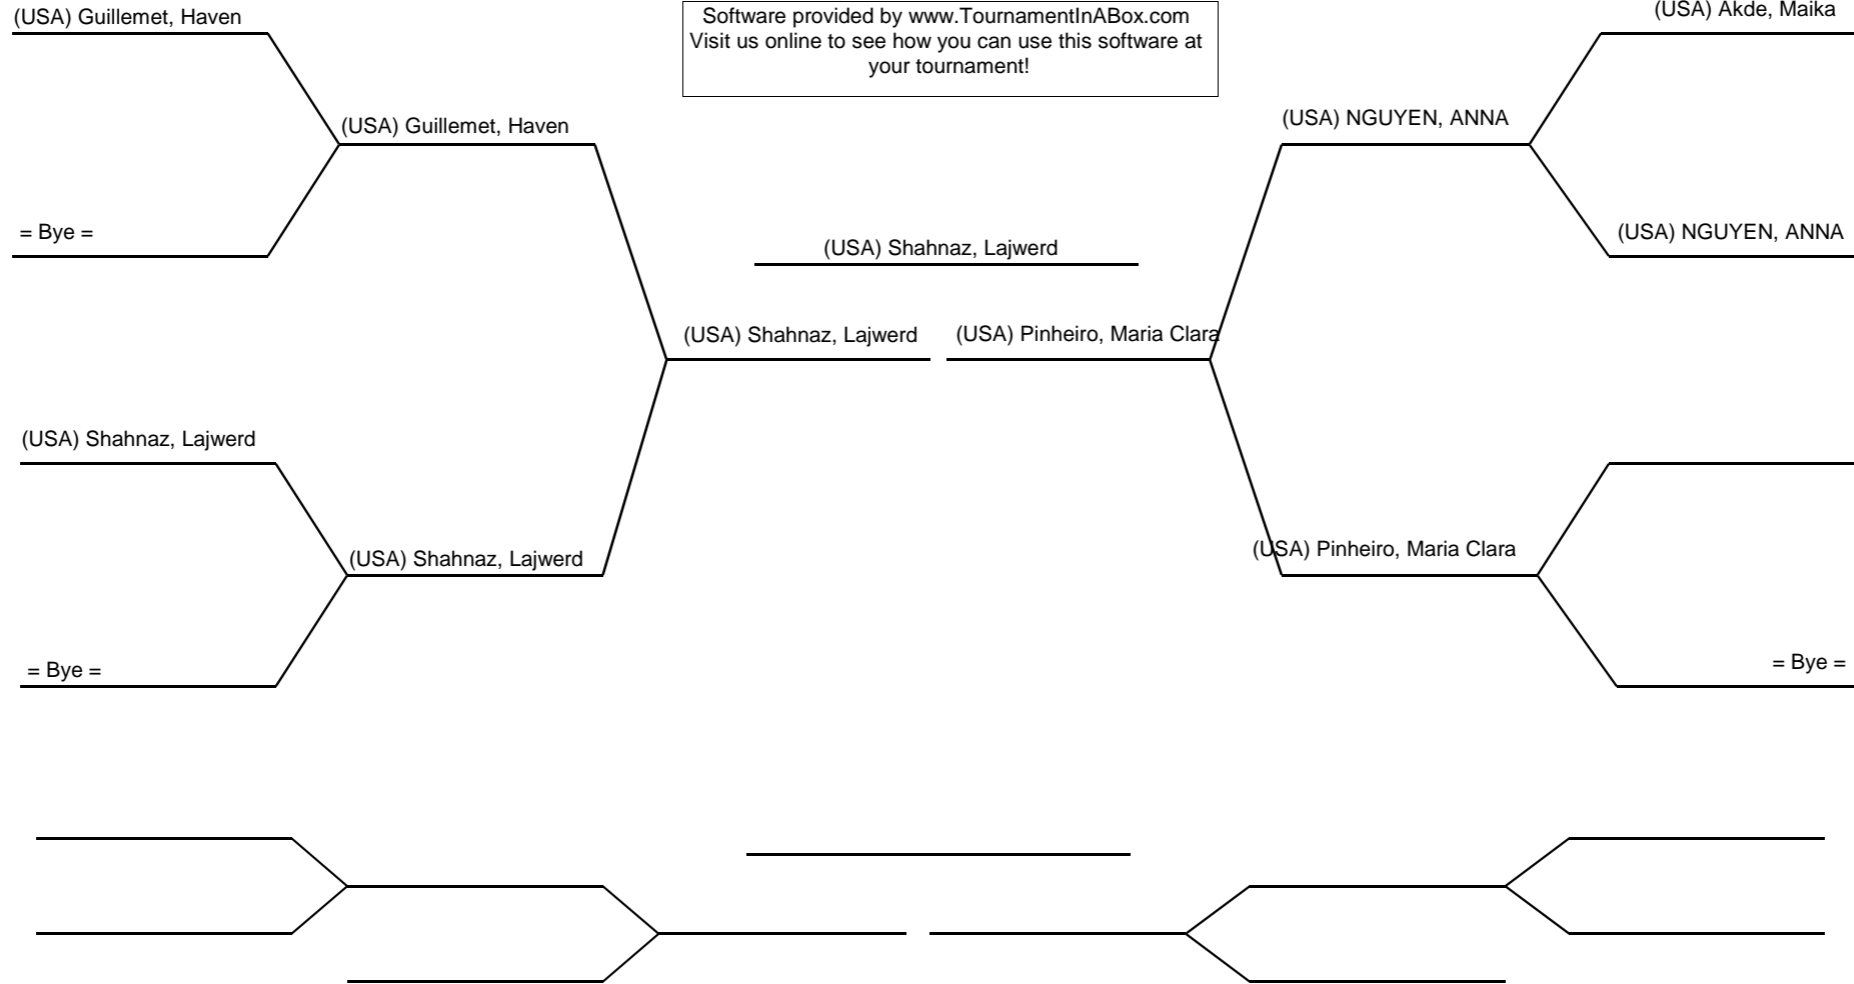 (USA) Guillemet, Haven
Software provided by www.TournamentInABox.com
Visit us online to see how you can use this software at
your tournament!
(USA) Akde, Maika
(USA) Guillemet, Haven
(USA) NGUYEN, ANNA
= Bye =
(USA) NGUYEN, ANNA
(USA) Shahnaz, Lajwerd
(USA) Shahnaz, Lajwerd
(USA) Pinheiro, Maria Clara
(USA) Shahnaz, Lajwerd
(USA) Shahnaz, Lajwerd
(USA) Pinheiro, Maria Clara
= Bye =
= Bye =